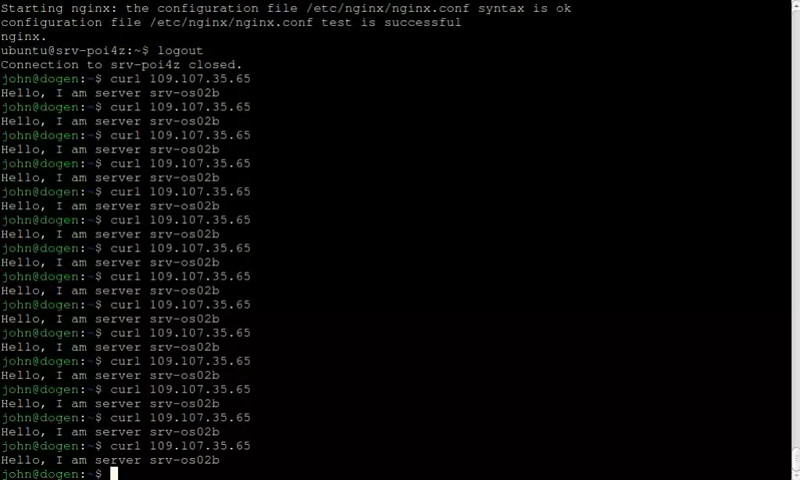 Starting nginx: the configuration file /etc/nginx/nginx.conf syntax is ok
configuration file /etc/nginx/nginx.conf test is successful
nginx.
ubuntu@srv-poi4z:~$ logout
Connection to srv-poi4z closed.
john@dogen:~$ curl 109.107.35.65
Hello, I am server srv-os02b
john@dogen:~$ curl 109.107.35.65
Hello, I am server srv-os02b
john@dogen:~$ curl 109.107.35.65
Hello, I am server srv-os02b
john@dogen:~$ curl 109.107.35.65
Hello, I am server srv-os02b
john@dogen:~$ curl 109.107.35.65
Hello, I am server srv-os02b
john@dogen:~$ curl 109.107.35.65
Hello, I am server srv-os02b
john@dogen:~$ curl 109.107.35.65
Hello, I am server srv-os02b
john@dogen:~$ curl 109.107.35.65
Hello, I am server srv-os02b
john@dogen:~$ curl 109.107.35.65
Hello, I am server srv-os02b
john@dogen:~$ curl 109.107.35.65
Hello, I am server srv-os02b
john@dogen:~$ curl 109.107.35.65
Hello, I am server srv-os02b
john@dogen:~$ curl 109.107.35.65
Hello, I am server srv-os02b
john@dogen:~$ curl 109.107.35.65
Hello, I am server srv-os02b
john@dogen:~$ curl 109.107.35.65
Hello, I am server srv-os02b
john@dogen:~$